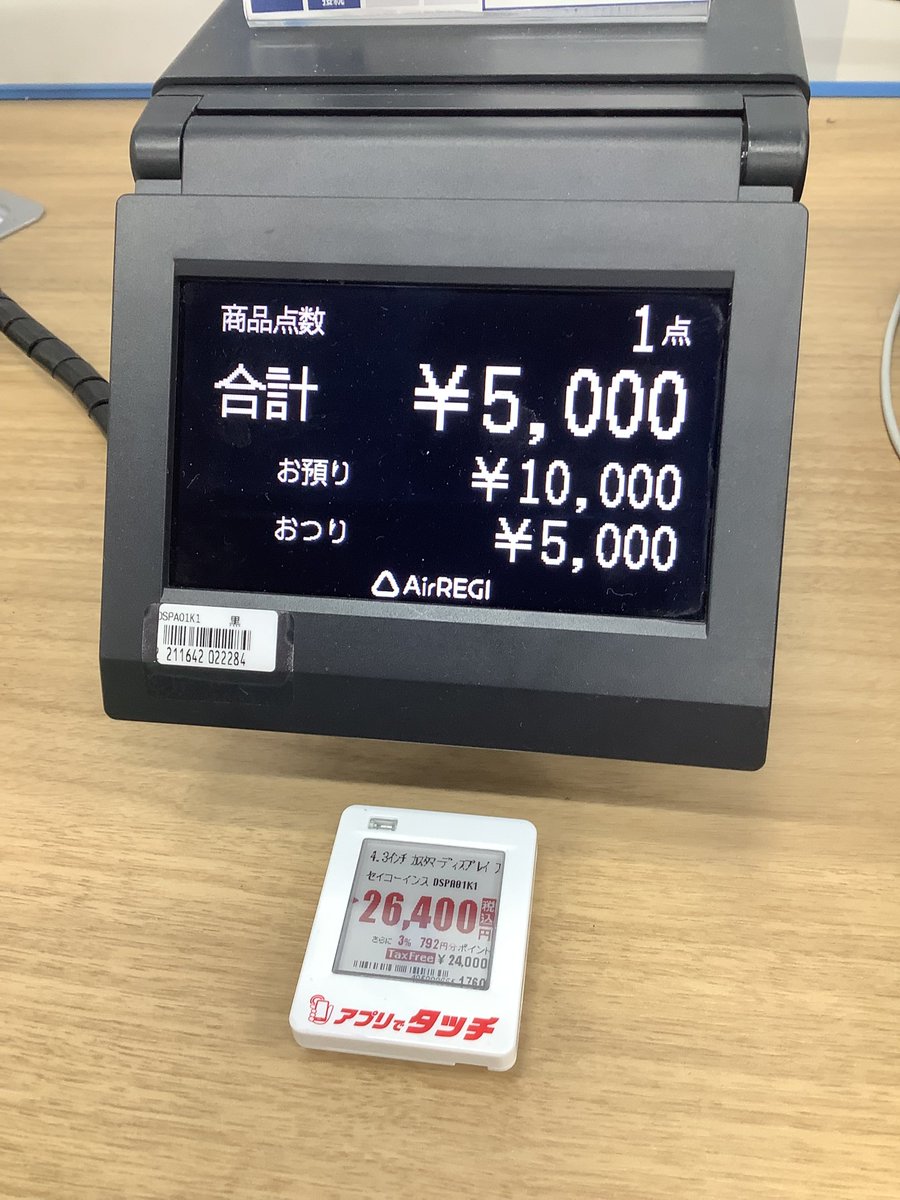 商品点数 1点
合計 ¥5,000
お預り ¥10,000
おつり ¥5,000
AirREGI
DSPA01K1 黒
211642 022284
4.3インチ カスタマーディスプレイ
セイコーインス DSPA01K1
26,400 税込 円
さらに 3% 792円分ポイント
TaxFree ¥24,000
1760
アプリでタッチ